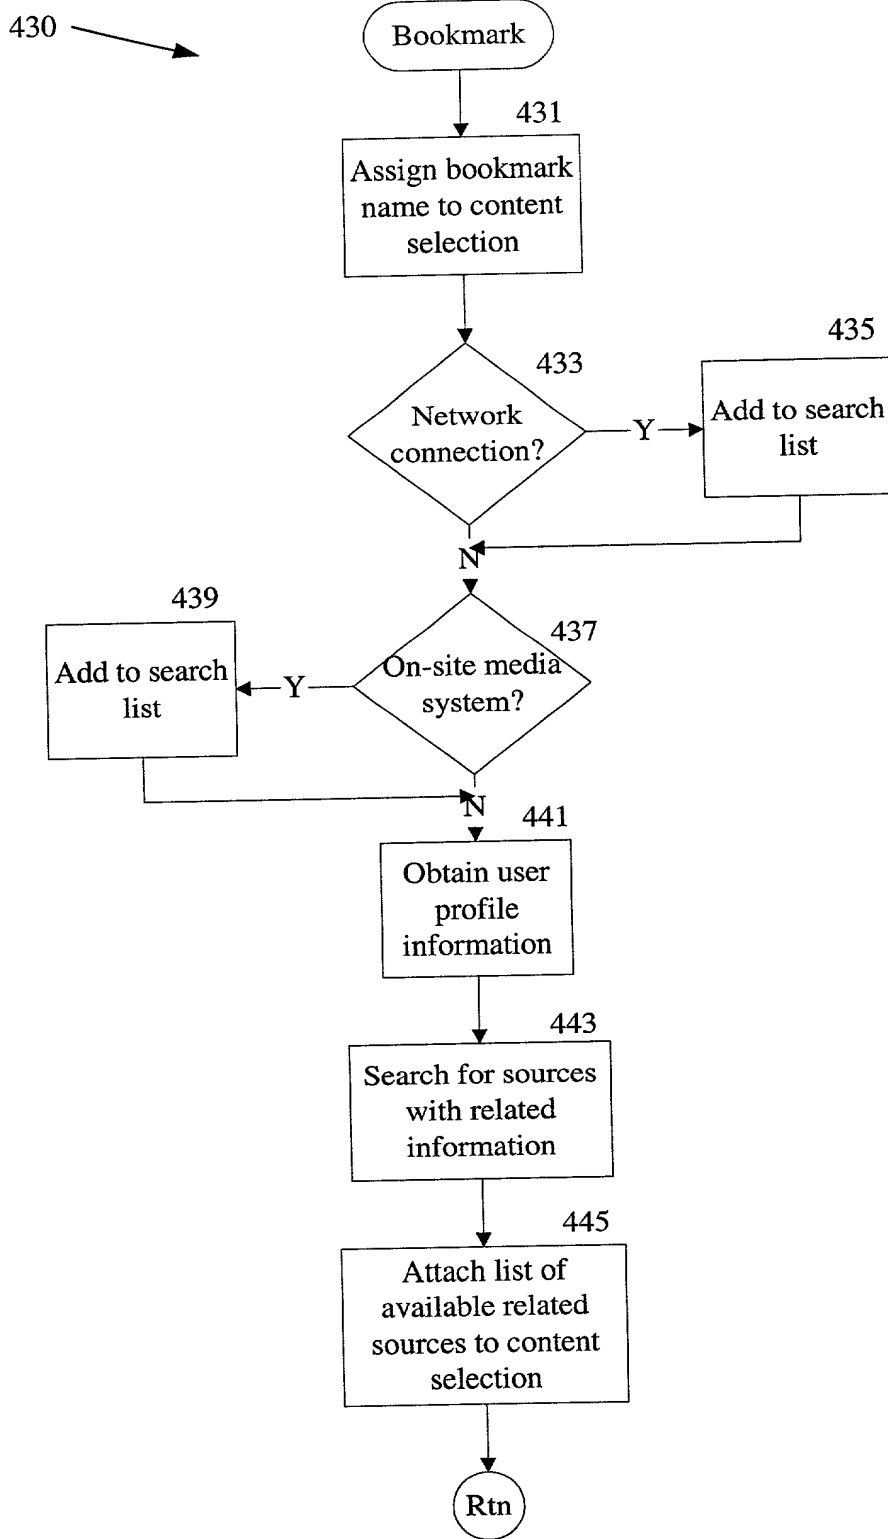 430
Bookmark
431
Assign bookmark
name to content
selection
433
Network
connection?
Y
435
Add to search
list
N
437
On-site media
system?
Y
439
Add to search
list
N
441
Obtain user
profile
information
443
Search for sources
with related
information
445
Attach list of
available related
sources to content
selection
Rtn